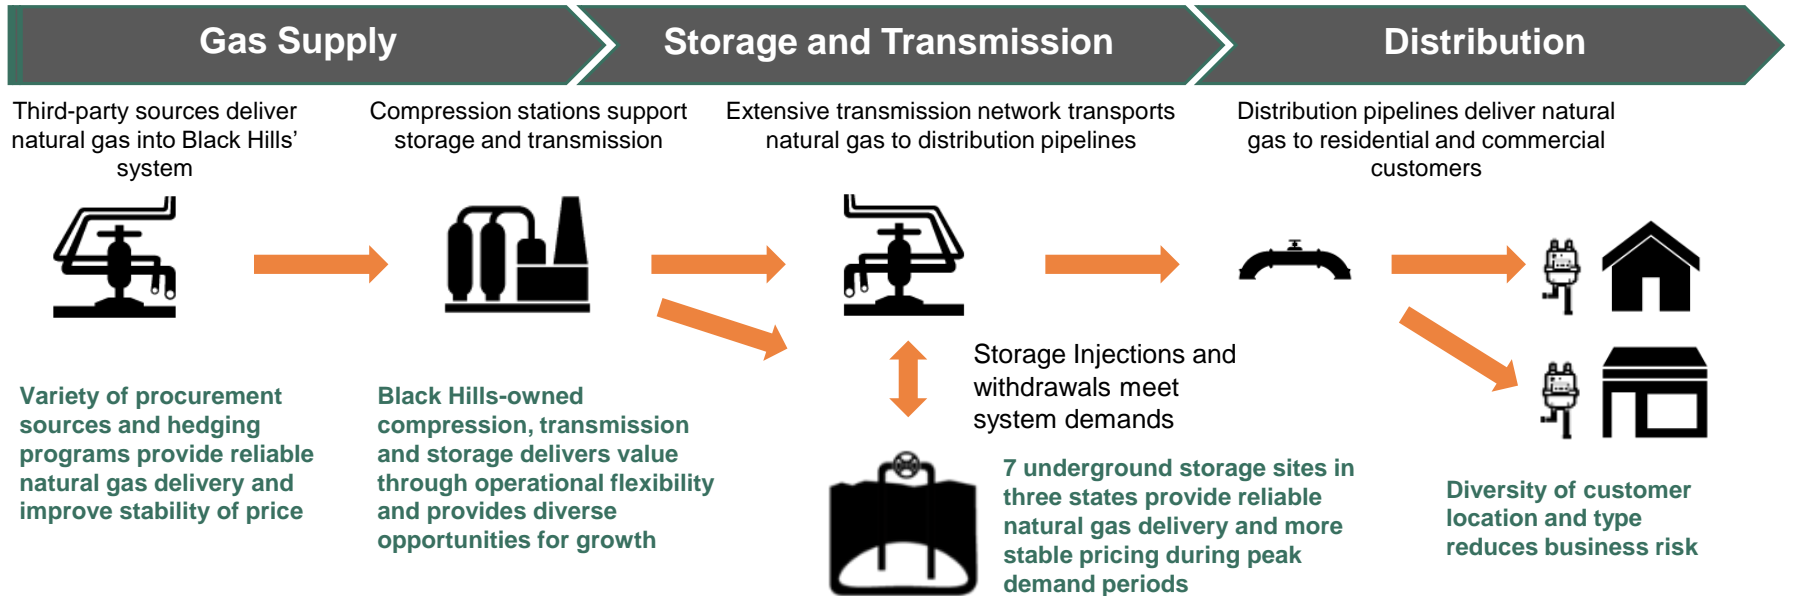 Gas Supply
Storage and Transmission
Distribution
Third-party sources deliver
natural gas into Black Hills’
system
Compression stations support
storage and transmission
Extensive transmission network transports
natural gas to distribution pipelines
Distribution pipelines deliver natural
gas to residential and commercial
customers
Storage Injections and
withdrawals meet
system demands
Variety of procurement
sources and hedging
programs provide reliable
natural gas delivery and
improve stability of price
Black Hills-owned
compression, transmission
and storage delivers value
through operational flexibility
and provides diverse
opportunities for growth
7 underground storage sites in
three states provide reliable
natural gas delivery and more
stable pricing during peak
demand periods
Diversity of customer
location and type
reduces business risk